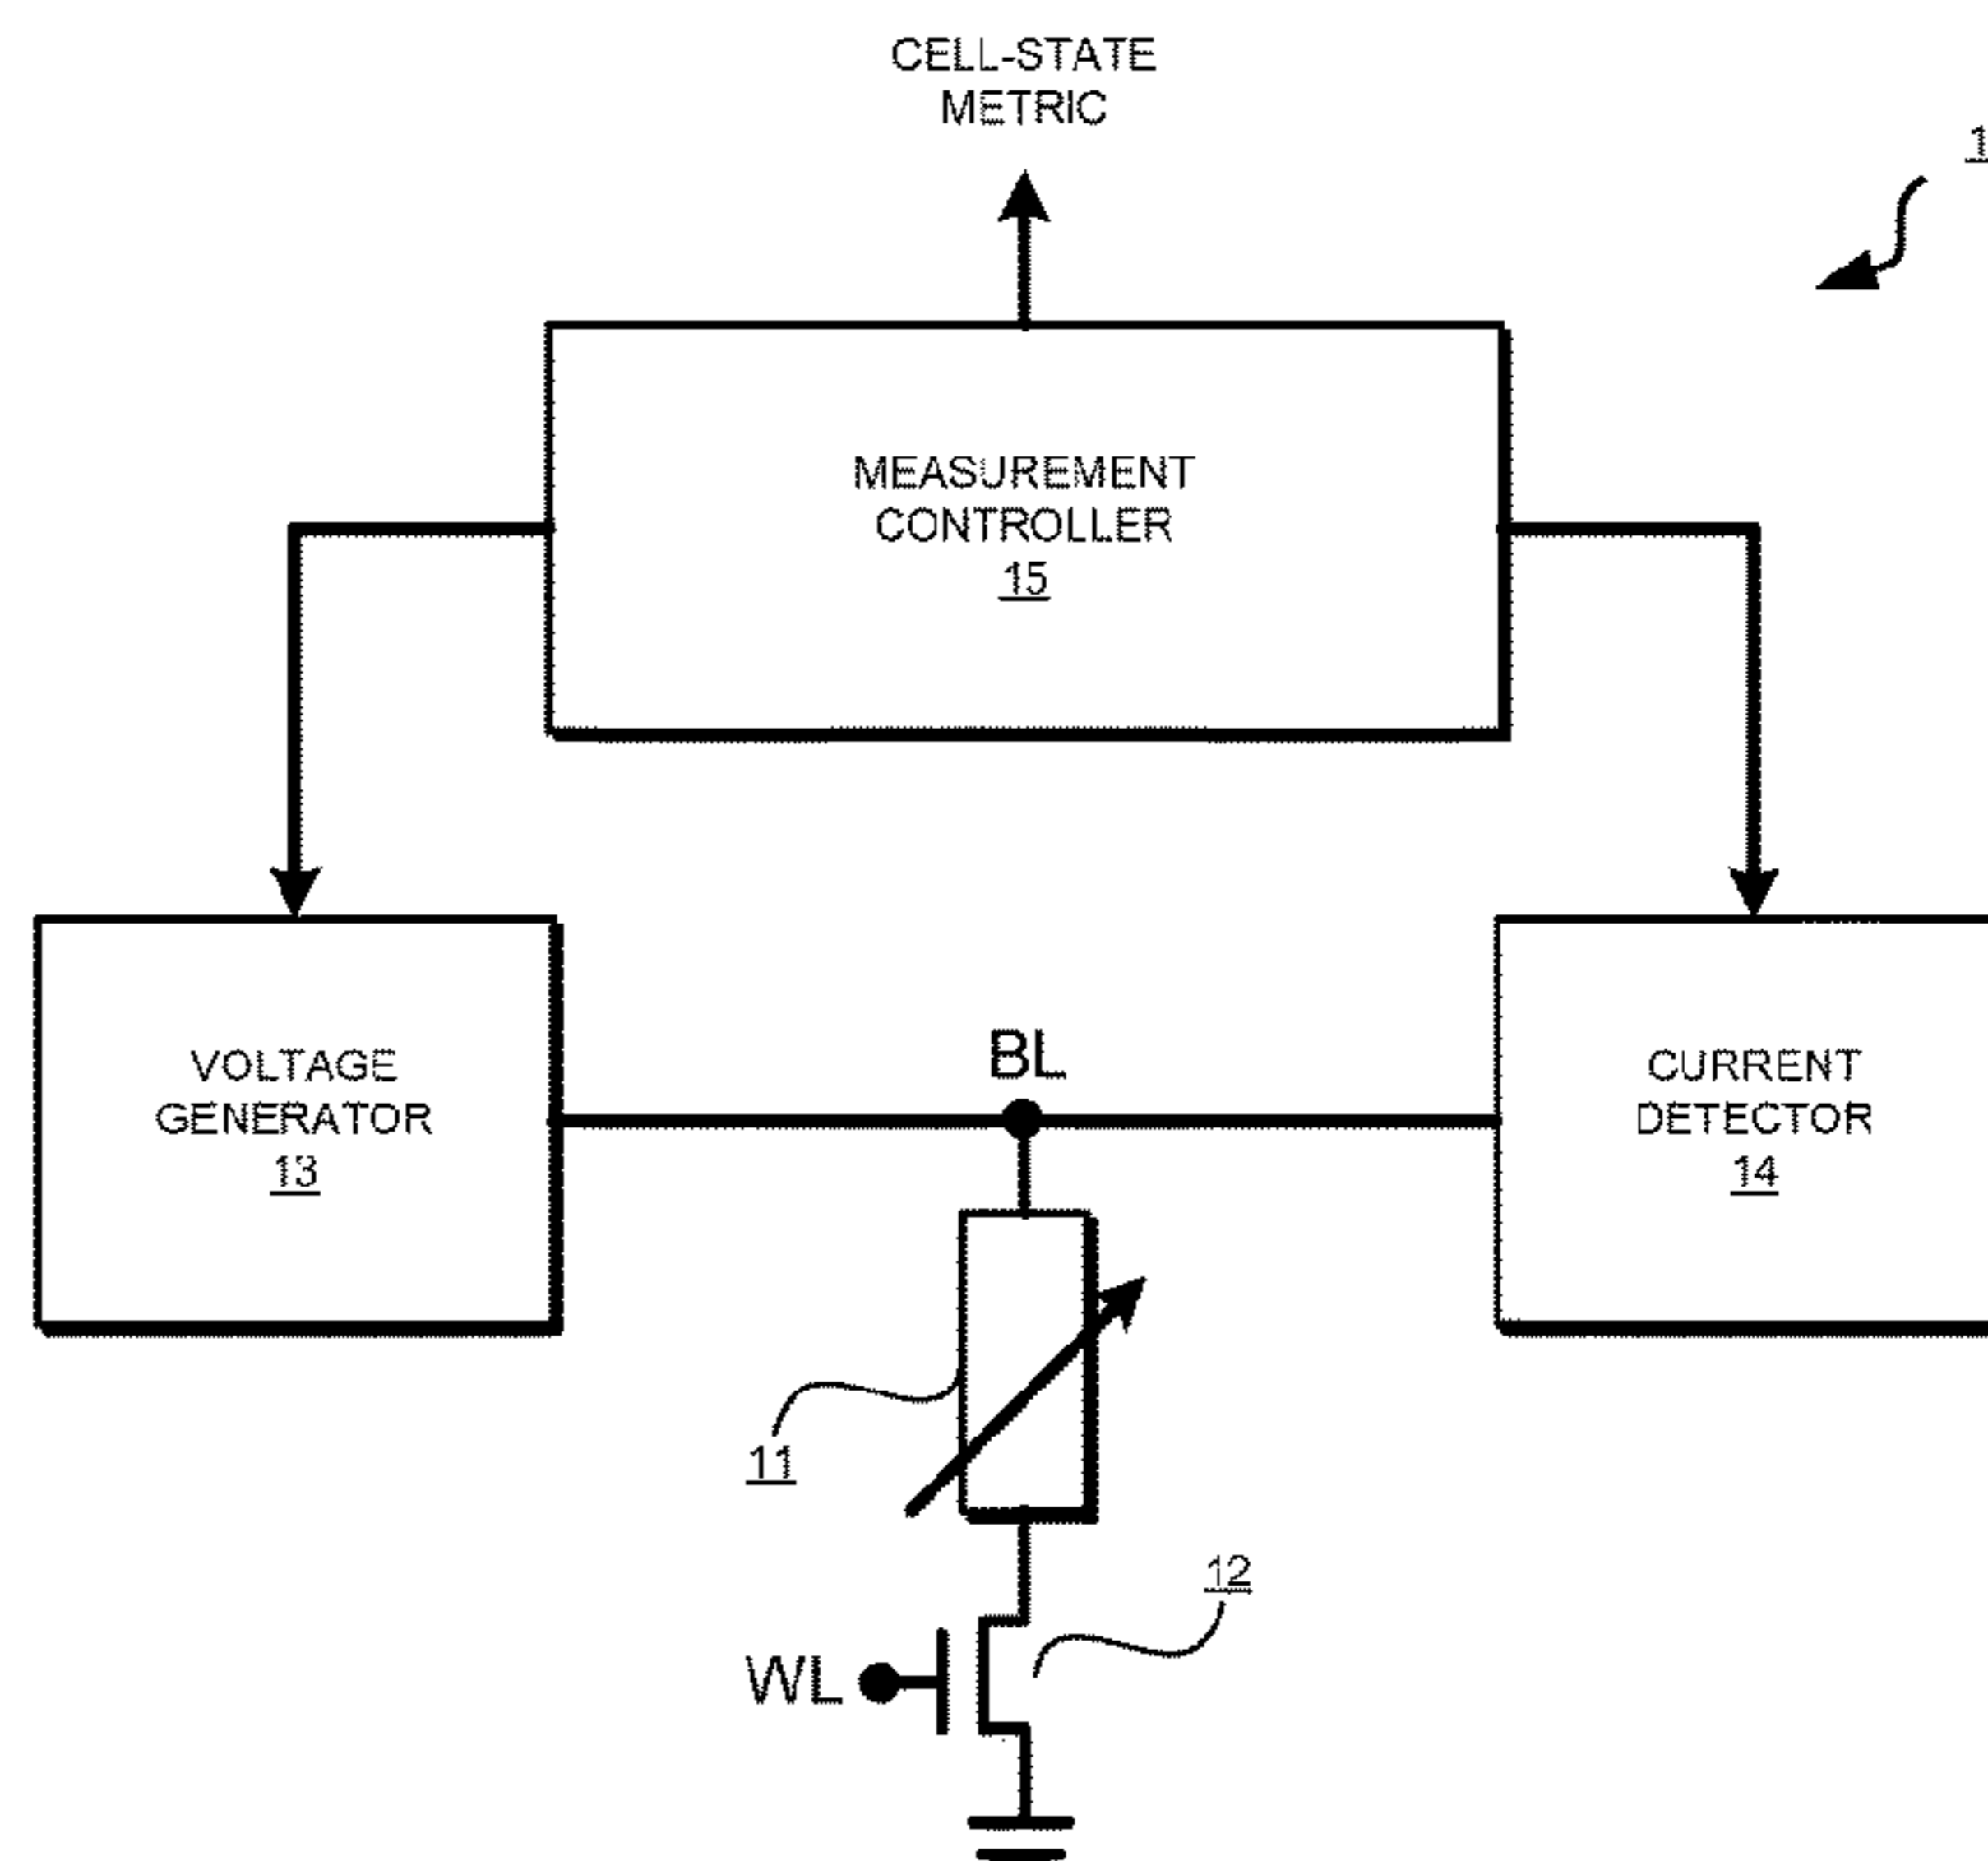 CELL-STATE
METRIC
MEASUREMENT
CONTROLLER
15
VOLTAGE
GENERATOR
13
BL
CURRENT
DETECTOR
14
11
12
WL